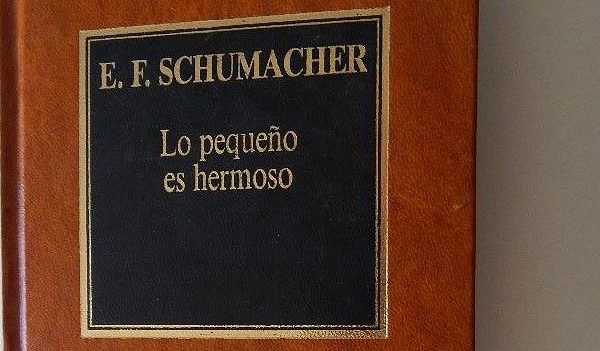 E. F. SCHUMACHER
Lo pequeño
es hermoso